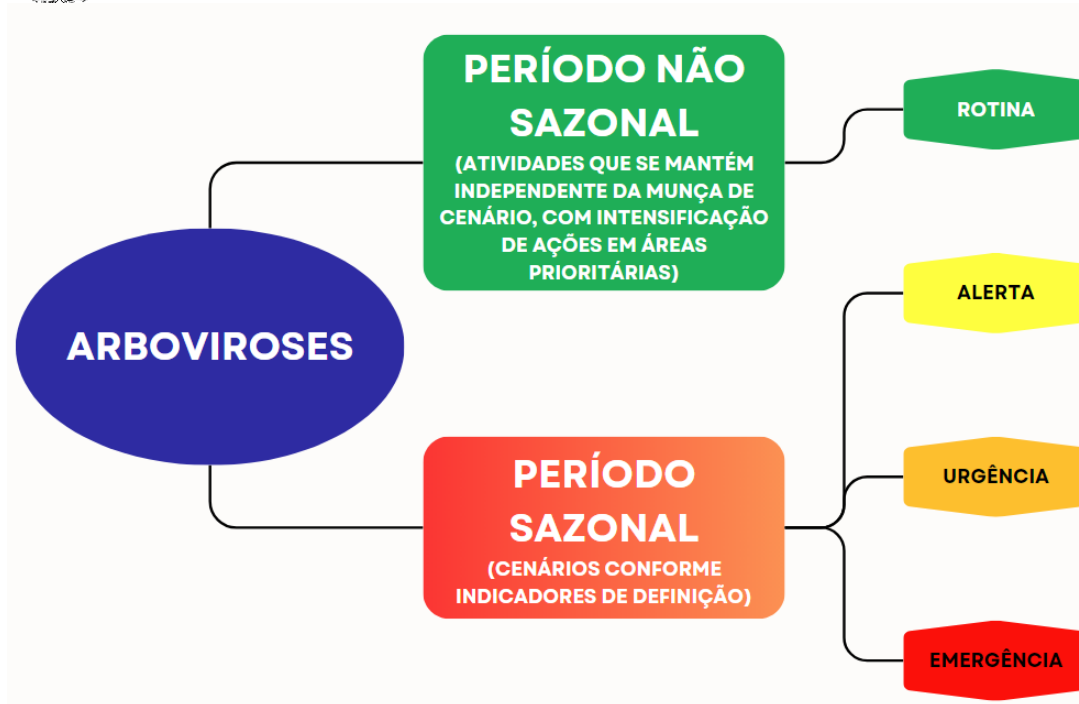 PERÍODO NÃO
SAZONAL
(ATIVIDADES QUE SE MANTÉM
INDEPENDENTE DA MUNÇA DE
CENÁRIO, COM INTENSIFICAÇÃO
DE AÇÕES EM ÁREAS
PRIORITÁRIAS)
ROTINA
ARBOVIROSES
ALERTA
PERÍODO
SAZONAL
(CENÁRIOS CONFORME
INDICADORES DE DEFINIÇÃO)
URGÊNCIA
EMERGÊNCIA